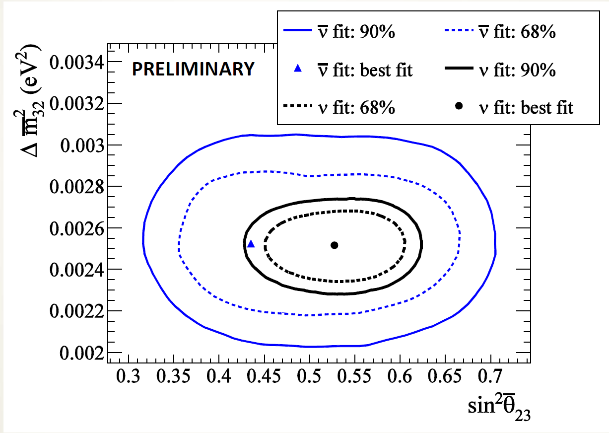 ν̅ fit: 90% ν̅ fit: 68%
ν̅ fit: best fit ν fit: 90%
ν fit: 68% ν fit: best fit
PRELIMINARY
Δ m̅²₃₂ (eV²)
0.0034
0.0032
0.003
0.0028
0.0026
0.0024
0.0022
0.002
0.3 0.35 0.4 0.45 0.5 0.55 0.6 0.65 0.7
sin²θ̅₂₃